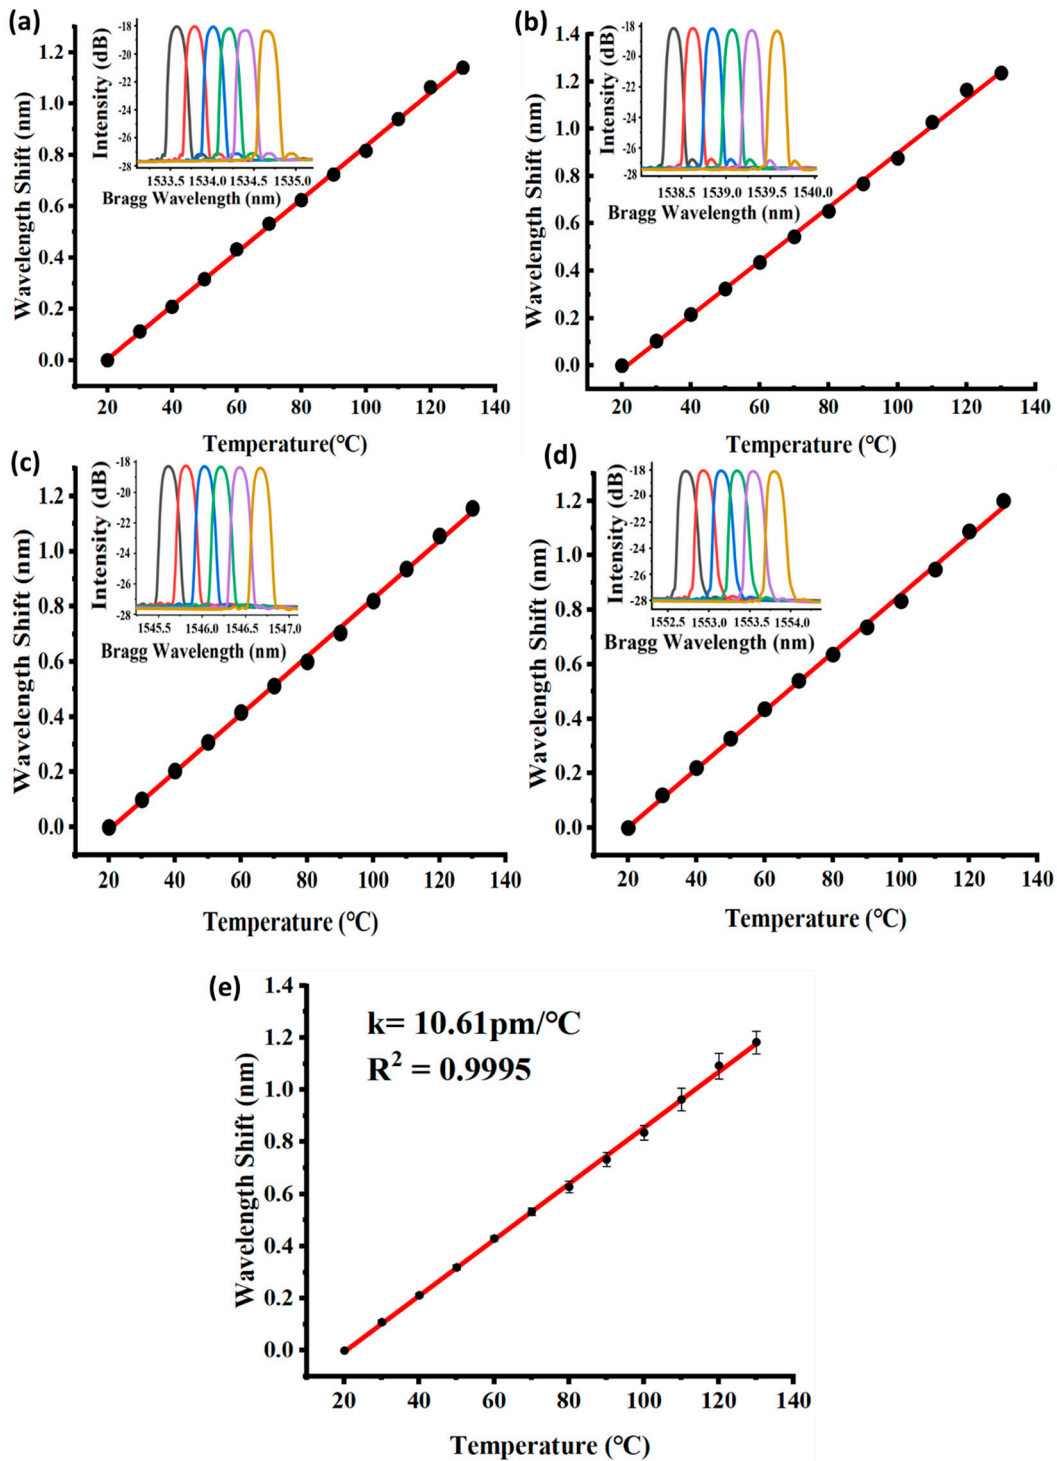 (a)
Wavelength Shift (nm)
1.2
1.0
0.8
0.6
0.4
0.2
0.0
20 40 60 80 100 120 140
Temperature(°C)
Intensity (dB)
-18
-20
-22
-24
-26
-28
1533.5 1534.0 1534.5 1535.0
Bragg Wavelength (nm)
(b)
Wavelength Shift (nm)
1.4
1.2
1.0
0.8
0.6
0.4
0.2
0.0
20 40 60 80 100 120 140
Temperature (°C)
Intensity (dB)
-18
-20
-22
-24
-26
-28
1538.5 1539.0 1539.5 1540.0
Bragg Wavelength (nm)
(c)
Wavelength Shift (nm)
1.2
1.0
0.8
0.6
0.4
0.2
0.0
20 40 60 80 100 120 140
Temperature (°C)
Intensity (dB)
-18
-20
-22
-24
-26
-28
1545.5 1546.0 1546.5 1547.0
Bragg Wavelength (nm)
(d)
Wavelength Shift (nm)
1.2
1.0
0.8
0.6
0.4
0.2
0.0
20 40 60 80 100 120 140
Temperature (°C)
Intensity (dB)
-18
-20
-22
-24
-26
-28
1552.5 1553.0 1553.5 1554.0
Bragg Wavelength (nm)
(e)
Wavelength Shift (nm)
1.4
1.2
1.0
0.8
0.6
0.4
0.2
0.0
k= 10.61pm/°C
R² = 0.9995
20 40 60 80 100 120 140
Temperature (°C)